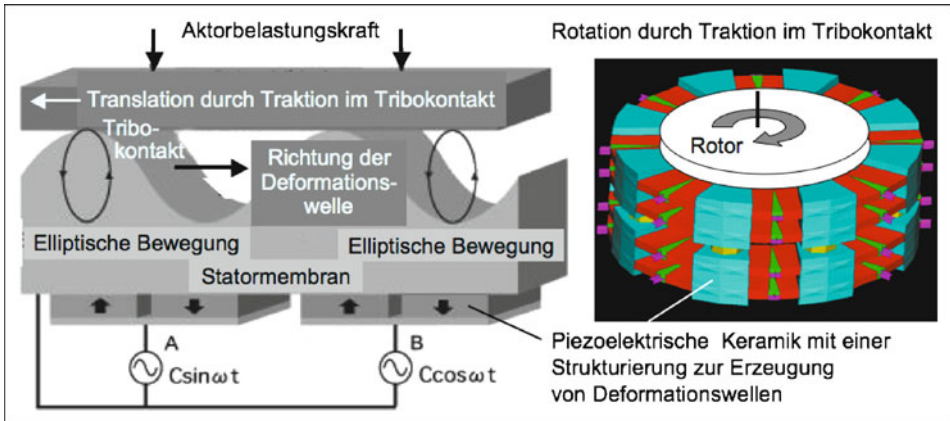 Aktorbelastungskraft
Translation durch Traktion im Tribokontakt
Tribo-
kontakt
Richtung der
Deformations-
welle
Elliptische Bewegung
Elliptische Bewegung
Statormembran
A
Csinωt
B
Ccosωt
Rotation durch Traktion im Tribokontakt
Rotor
Piezoelektrische Keramik mit einer
Strukturierung zur Erzeugung
von Deformationswellen